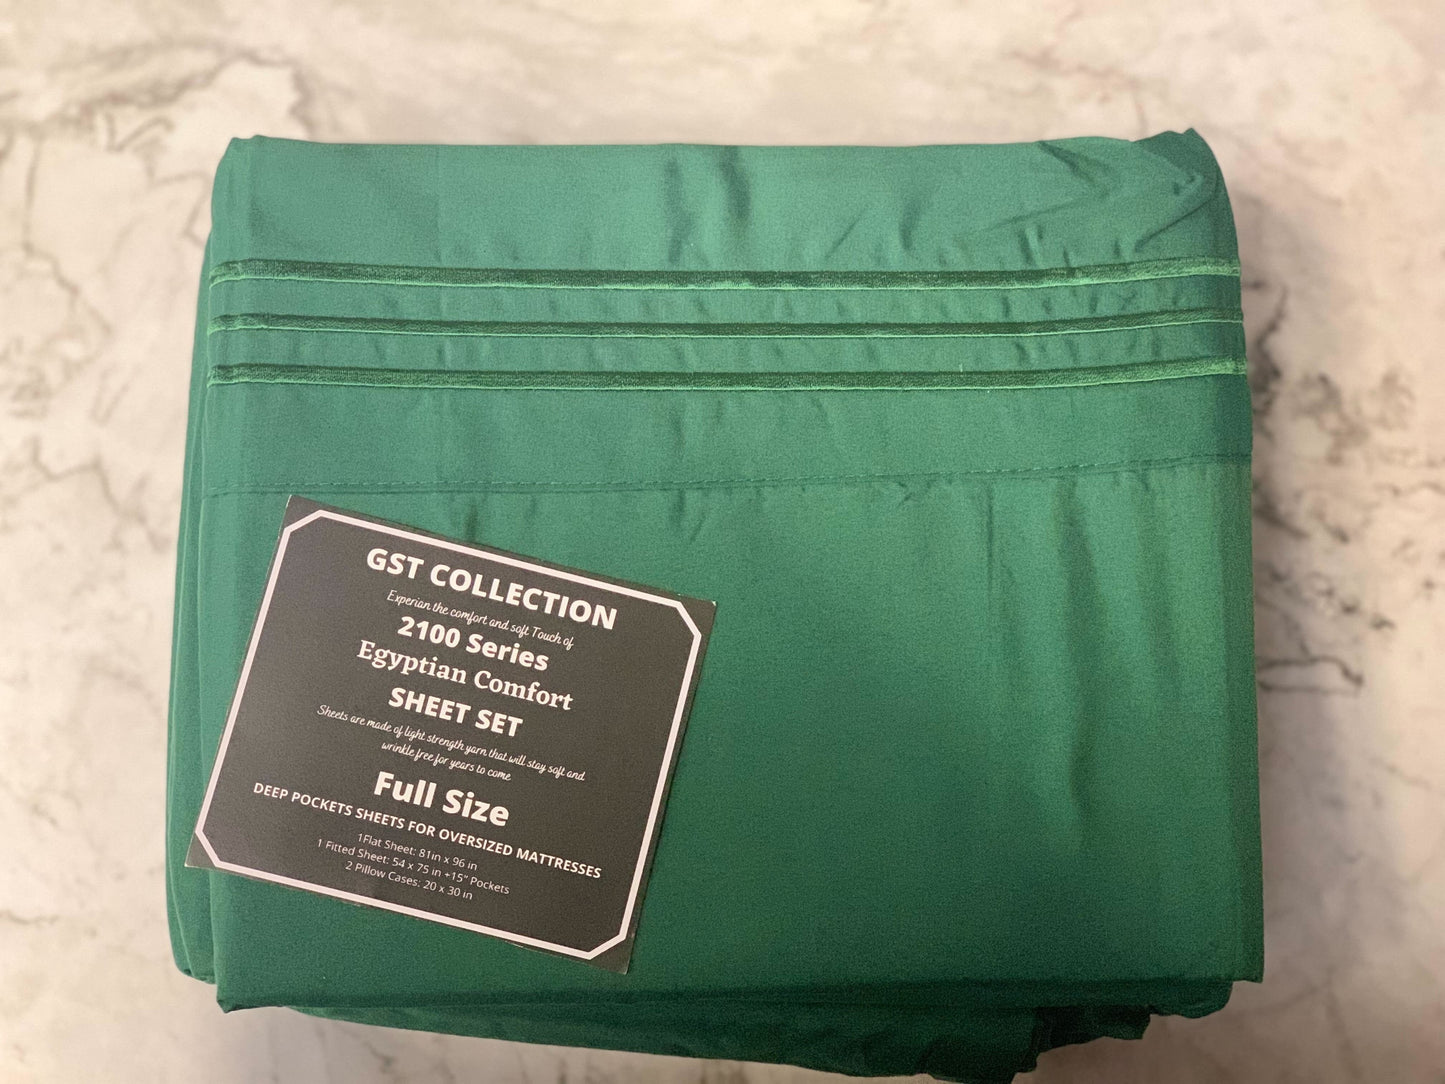 GST COLLECTION
Experian the comfort and soft Touch of
2100 Series
Egyptian Comfort
SHEET SET
Sheets are made of light strength yarn that will stay soft and
wrinkle free for years to come
Full Size
DEEP POCKETS SHEETS FOR OVERSIZED MATTRESSES
1Flat Sheet: 81in x 96 in
1 Fitted Sheet: 54 x 75 in +15" Pockets
2 Pillow Cases: 20 x 30 in